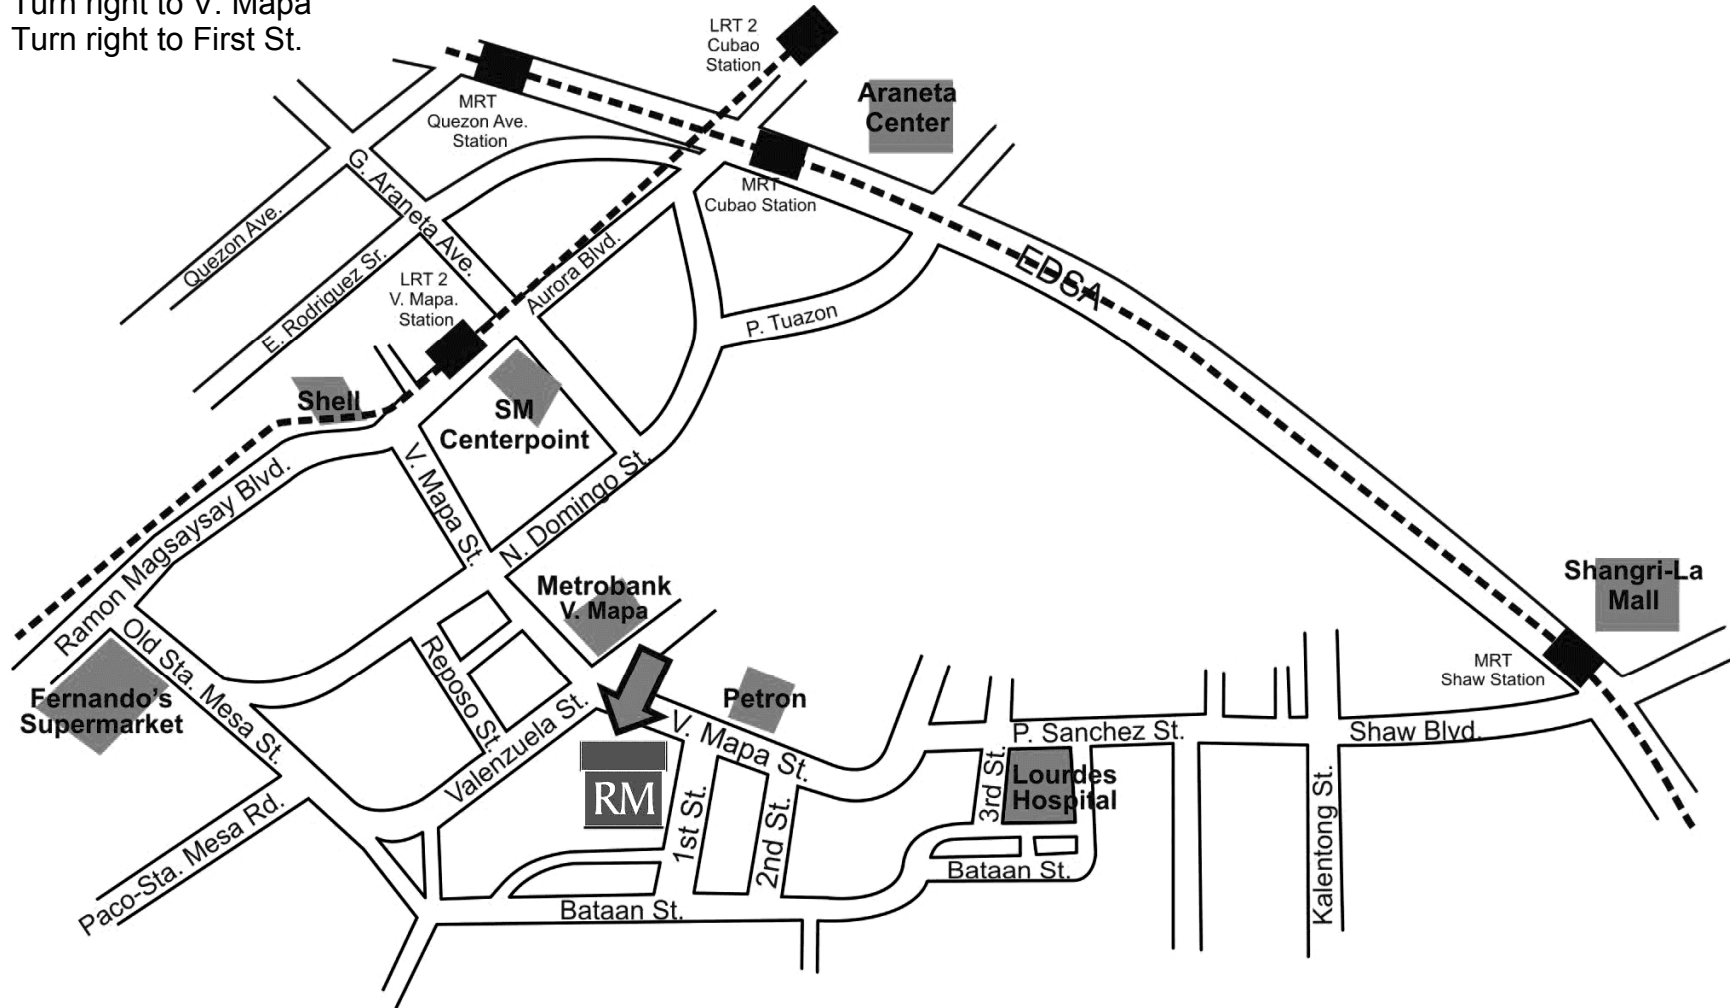 Turn right to V. Mapa
Turn right to First St.
LRT 2
Cubao
Station
Araneta
Center
MRT
Quezon Ave.
Station
MRT
Cubao Station
G. Araneta Ave.
Quezon Ave.
E. Rodriguez Sr.
LRT 2
V. Mapa.
Station
Aurora Blvd.
P. Tuazon
EDSA
Shell
SM
Centerpoint
V. Mapa St.
N. Domingo St.
Ramon Magsaysay Blvd.
Metrobank
V. Mapa
Shangri-La
Mall
MRT
Shaw Station
Old Sta. Mesa St.
Fernando's
Supermarket
Reposo St.
Valenzuela St.
Petron
V. Mapa St.
P. Sanchez St.
Shaw Blvd.
RM
1st St.
2nd St.
3rd St.
Lourdes
Hospital
Kalentong St.
Paco-Sta. Mesa Rd.
Bataan St.
Bataan St.